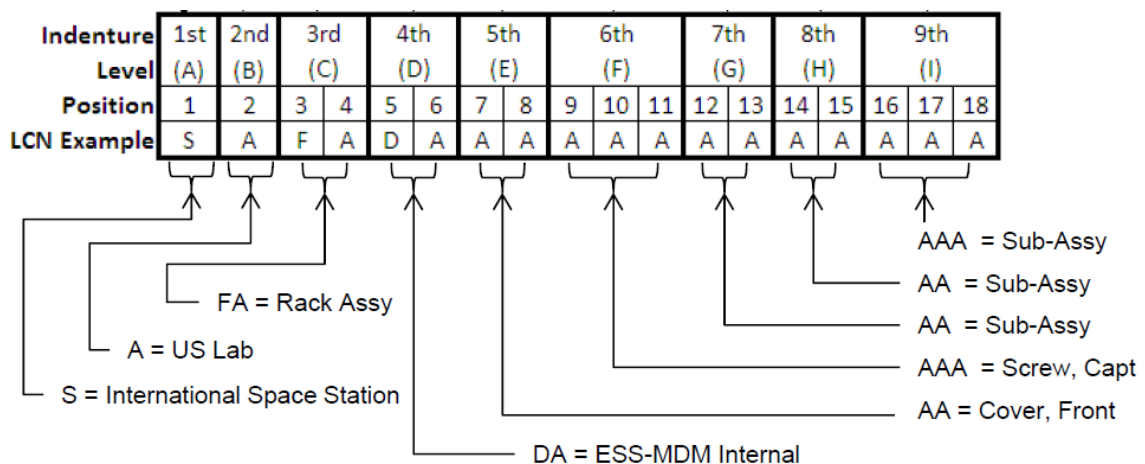 Indenture 1st 2nd 3rd 4th 5th 6th 7th 8th 9th
Level (A) (B) (C) (D) (E) (F) (G) (H) (I)
Position 1 2 3 4 5 6 7 8 9 10 11 12 13 14 15 16 17 18
LCN Example S A F A D A A A A A A A A A A A A A
AAA = Sub-Assy
AA = Sub-Assy
FA = Rack Assy
AA = Sub-Assy
A = US Lab
AAA = Screw, Capt
S = International Space Station
AA = Cover, Front
DA = ESS-MDM Internal